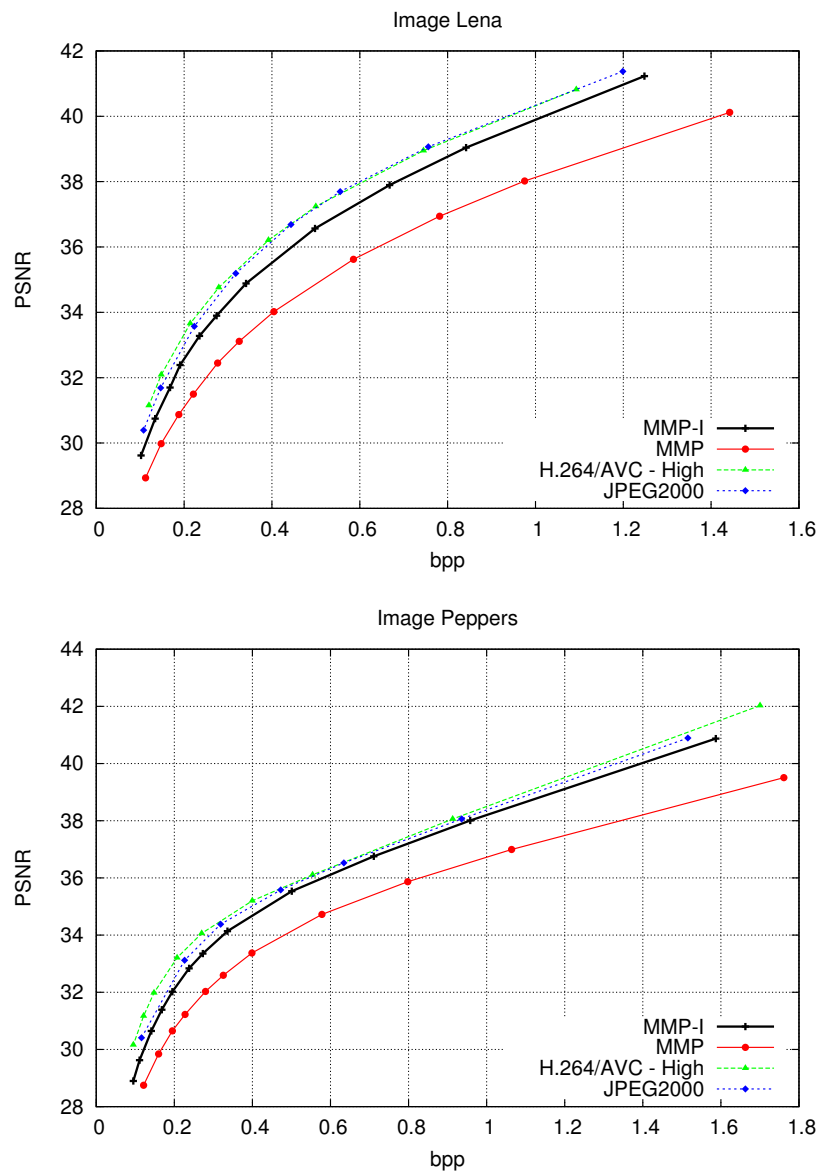 Image Lena
42
40
38
36
34
32
30
28
PSNR
0 0.2 0.4 0.6 0.8 1 1.2 1.4 1.6
bpp
MMP-I
MMP
H.264/AVC - High
JPEG2000
Image Peppers
44
42
40
38
36
34
32
30
28
PSNR
0 0.2 0.4 0.6 0.8 1 1.2 1.4 1.6 1.8
bpp
MMP-I
MMP
H.264/AVC - High
JPEG2000